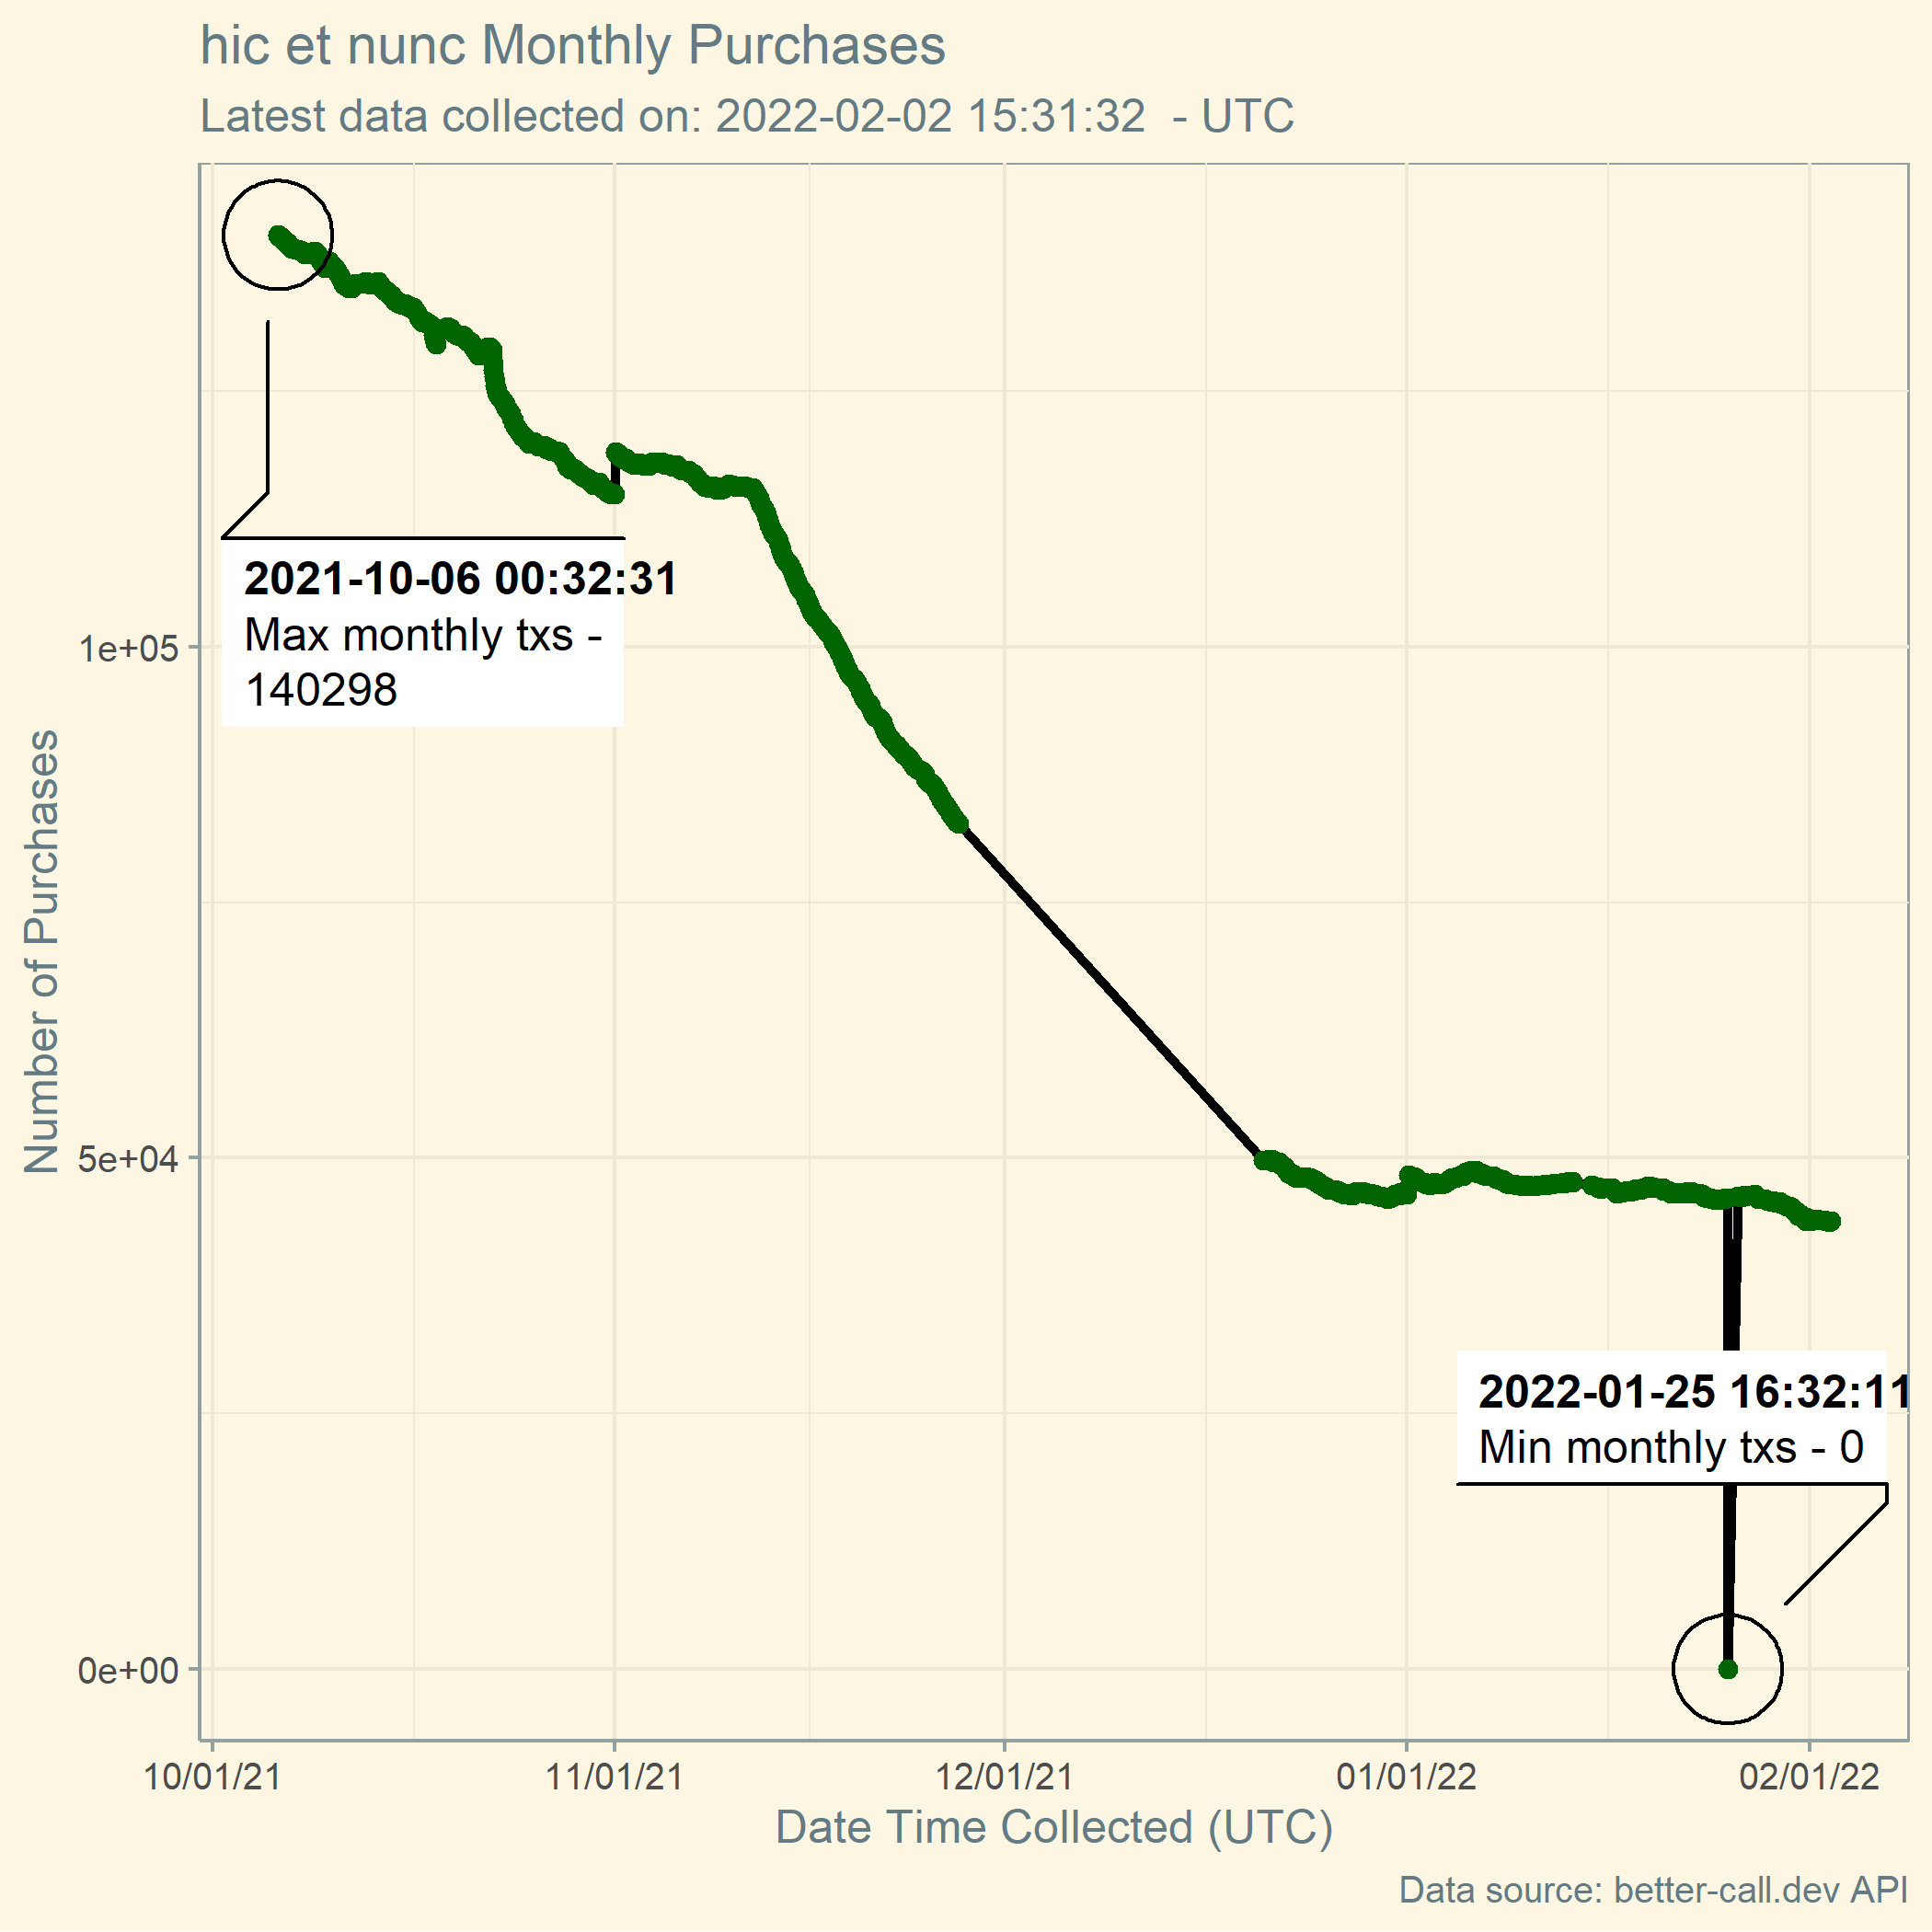 hic et nunc Monthly Purchases
Latest data collected on: 2022-02-02 15:31:32  - UTC
2021-10-06 00:32:31
Max monthly txs -
140298
1e+05
Number of Purchases
5e+04
2022-01-25 16:32:11
Min monthly txs - 0
0e+00
10/01/21 11/01/21 12/01/21 01/01/22 02/01/22
Date Time Collected (UTC)
Data source: better-call.dev API